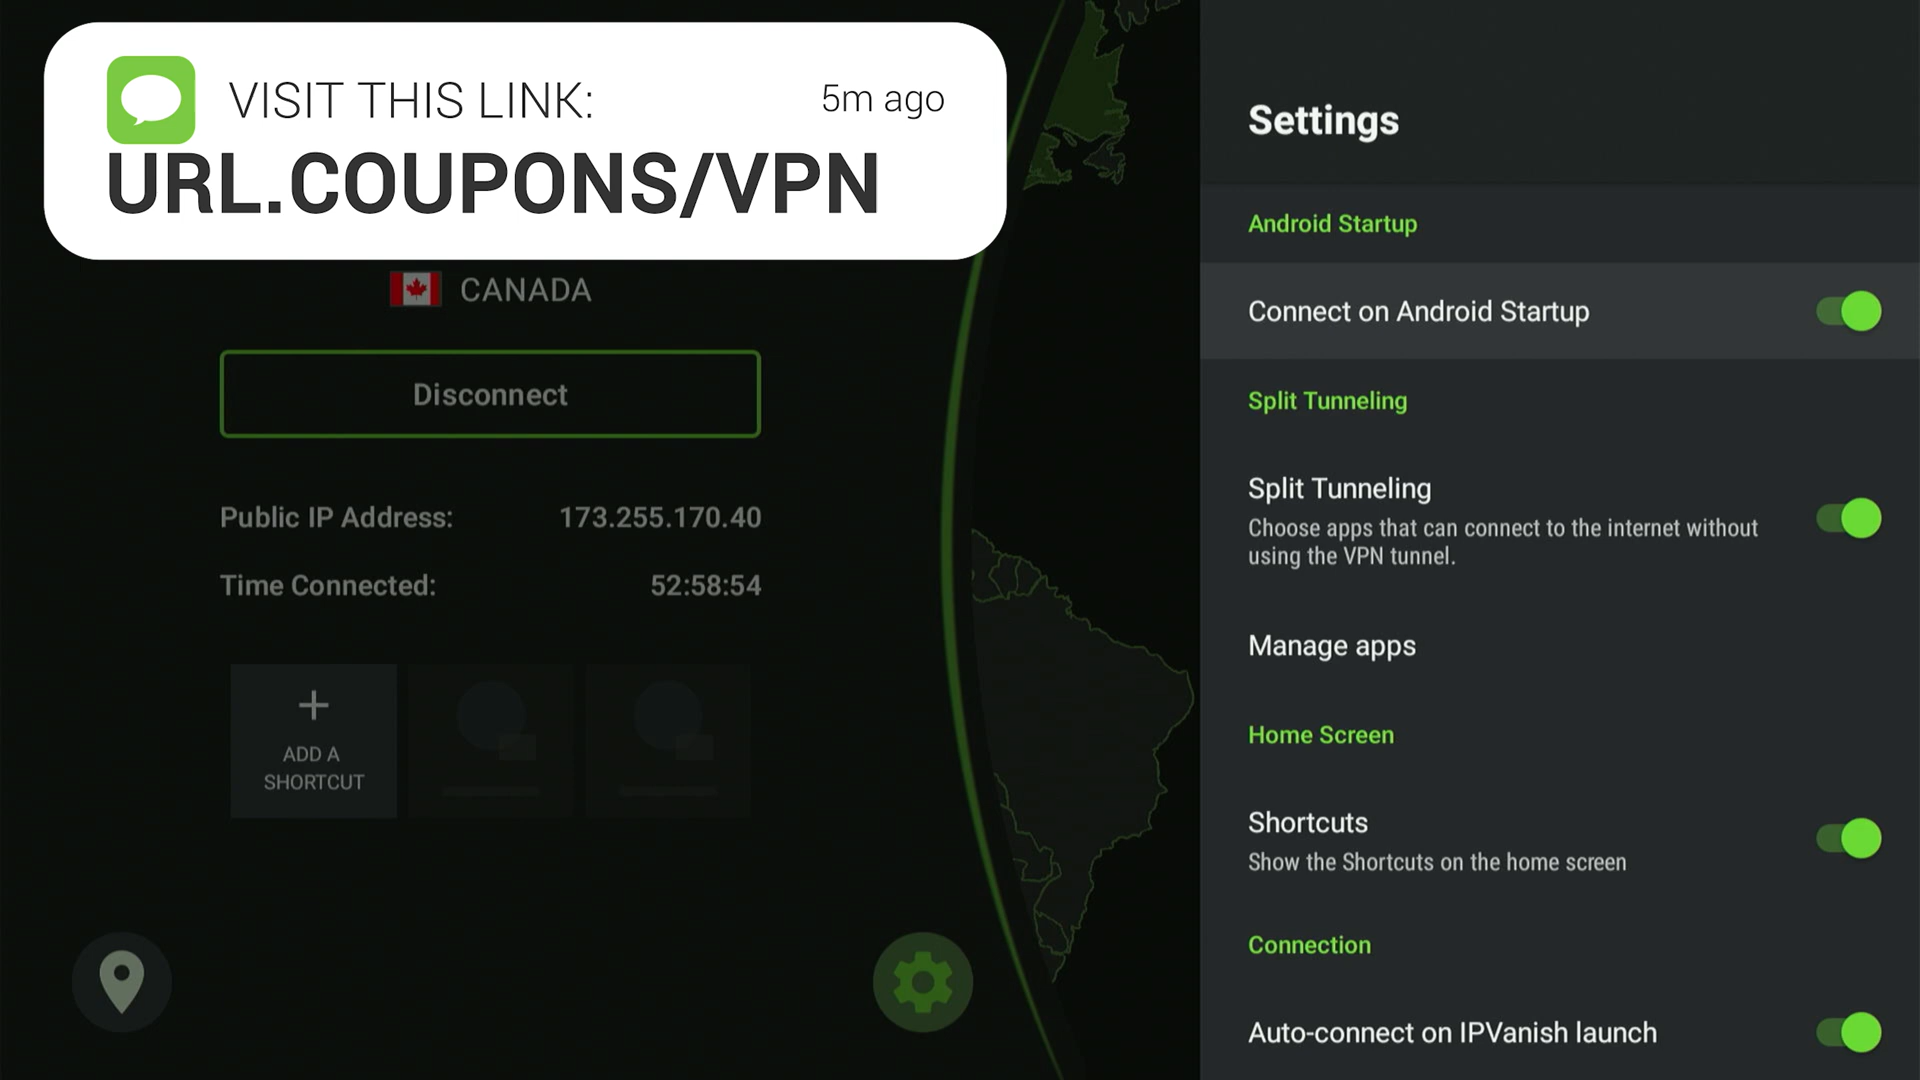 VISIT THIS LINK:
5m ago
URL.COUPONS/VPN
CANADA
Disconnect
Public IP Address: 173.255.170.40
Time Connected: 52:58:54
+
ADD A
SHORTCUT
Settings
Android Startup
Connect on Android Startup
Split Tunneling
Split Tunneling
Choose apps that can connect to the internet without
using the VPN tunnel.
Manage apps
Home Screen
Shortcuts
Show the Shortcuts on the home screen
Connection
Auto-connect on IPVanish launch